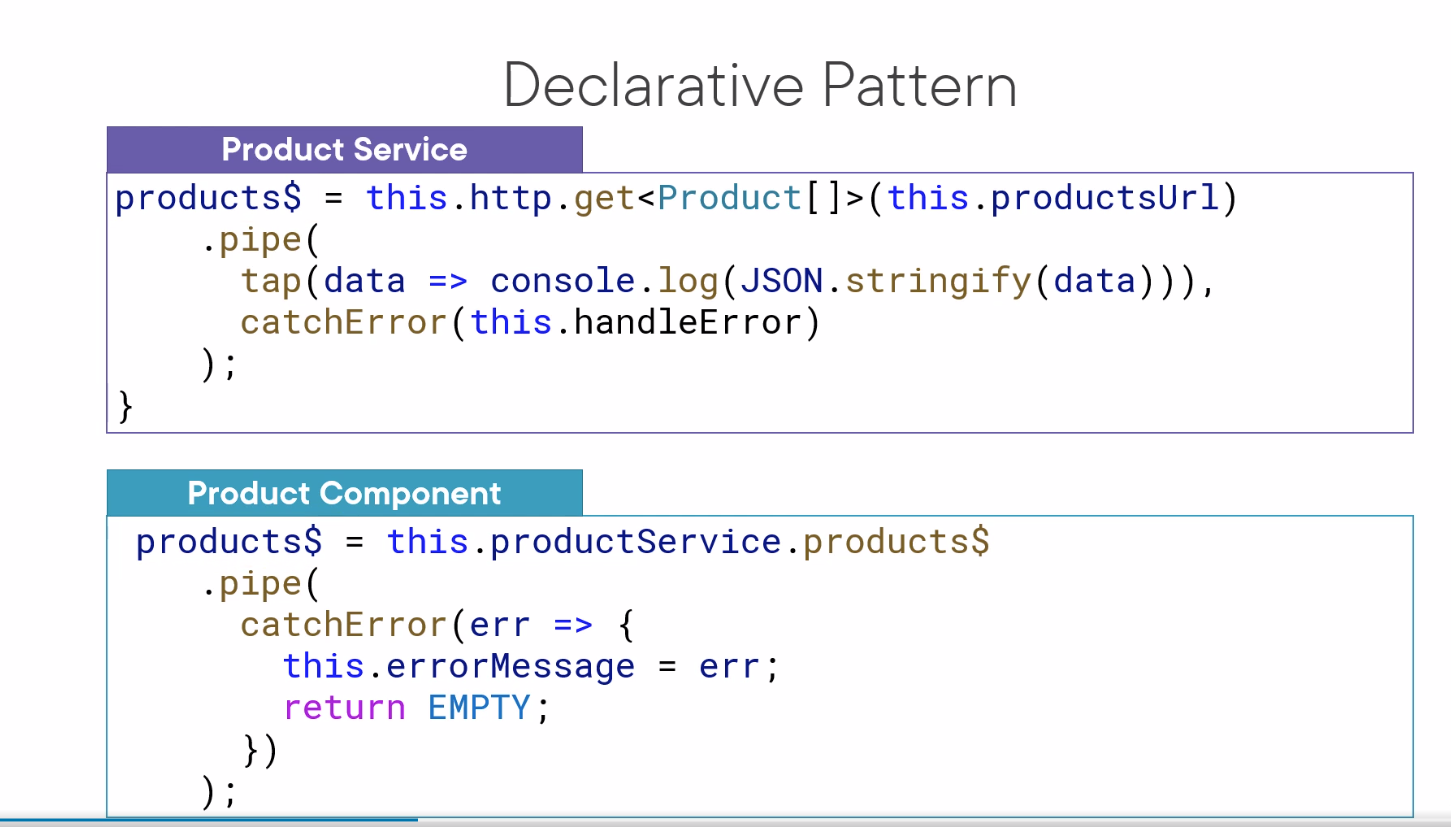 Declarative Pattern
Product Service
products$ = this.http.get<Product[]>(this.productsUrl)
.pipe(
tap(data => console.log(JSON.stringify(data))),
catchError(this.handleError)
);
}
Product Component
products$ = this.productService.products$
.pipe(
catchError(err => {
this.errorMessage = err;
return EMPTY;
})
);